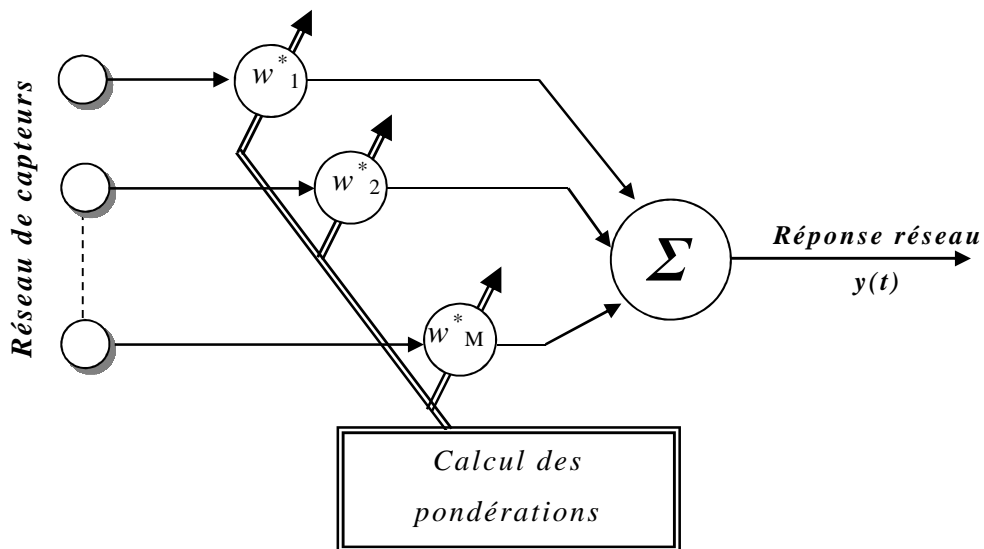 Réseau de capteurs
w*1
w*2
w*M
Σ
Réponse réseau
y(t)
Calcul des
pondérations